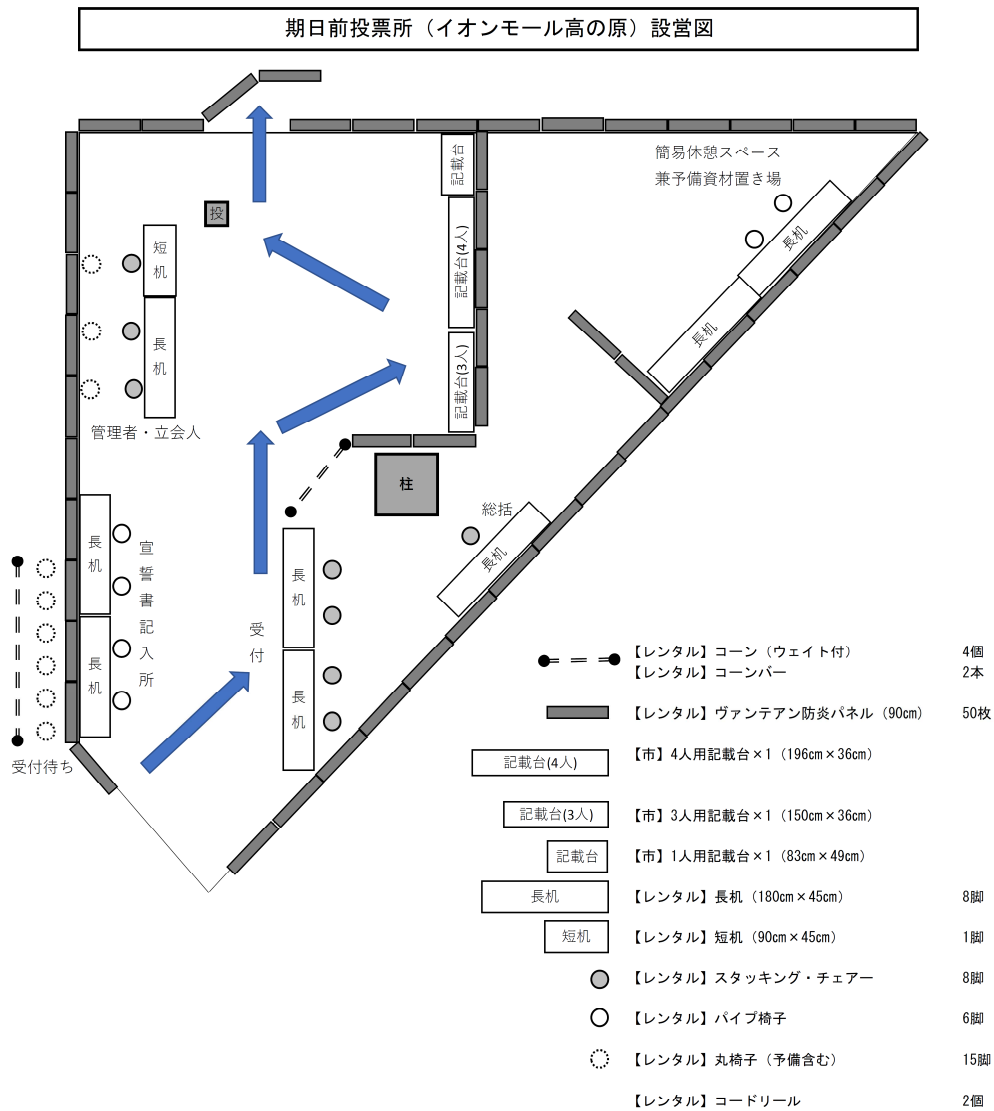 期日前投票所（イオンモール高の原）設営図
記載台
簡易休憩スペース
兼予備資材置き場
投
記載台(4人)
長机
短机
長机
長机
記載台(3人)
管理者・立会人
柱
総括
長机
長机
宣誓書記入所
長机
受付
長机
長机
受付待ち
【レンタル】コーン（ウェイト付） 4個
【レンタル】コーンバー 2本
【レンタル】ヴァンテアン防炎パネル（90㎝） 50枚
記載台(4人) 【市】4人用記載台×1（196㎝×36㎝）
記載台(3人) 【市】3人用記載台×1（150㎝×36㎝）
記載台 【市】1人用記載台×1（83㎝×49㎝）
長机 【レンタル】長机（180㎝×45㎝） 8脚
短机 【レンタル】短机（90㎝×45㎝） 1脚
【レンタル】スタッキング・チェアー 8脚
【レンタル】パイプ椅子 6脚
【レンタル】丸椅子（予備含む） 15脚
【レンタル】コードリール 2個